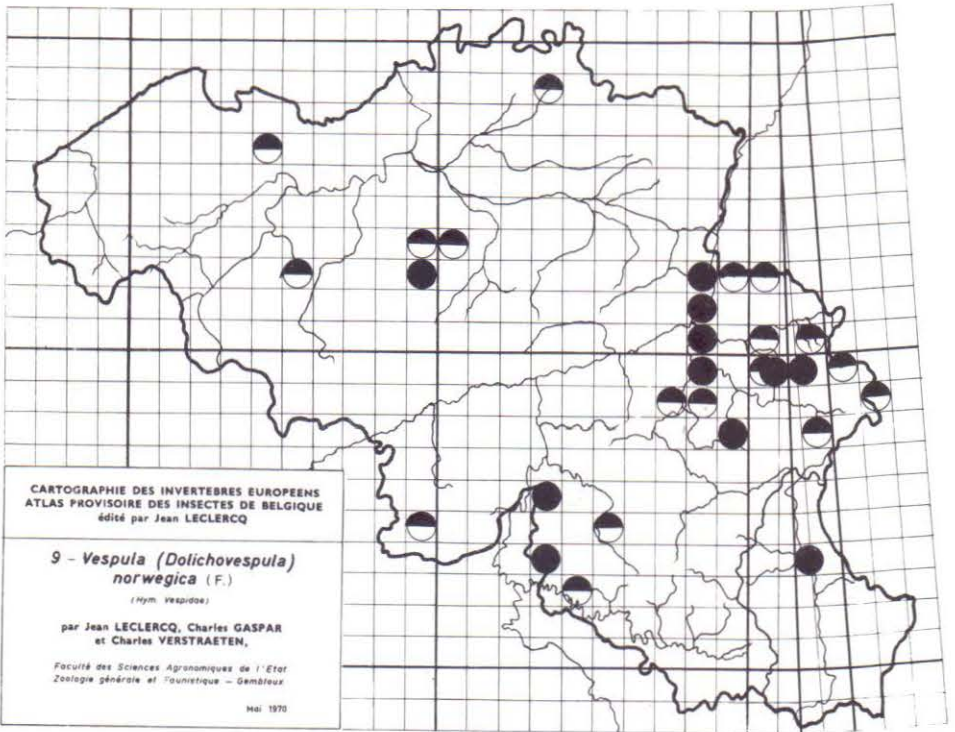 CARTOGRAPHIE DES INVERTEBRES EUROPEENS
ATLAS PROVISOIRE DES INSECTES DE BELGIQUE
édité par Jean LECLERCQ
9 - Vespula (Dolichovespula)
norwegica (F.)
(Hym. Vespidae)
par Jean LECLERCQ, Charles GASPAR
et Charles VERSTRAETEN,
Faculté des Sciences Agronomiques de l'Etat
Zoologie générale et Faunistique – Gembloux
Mai 1970